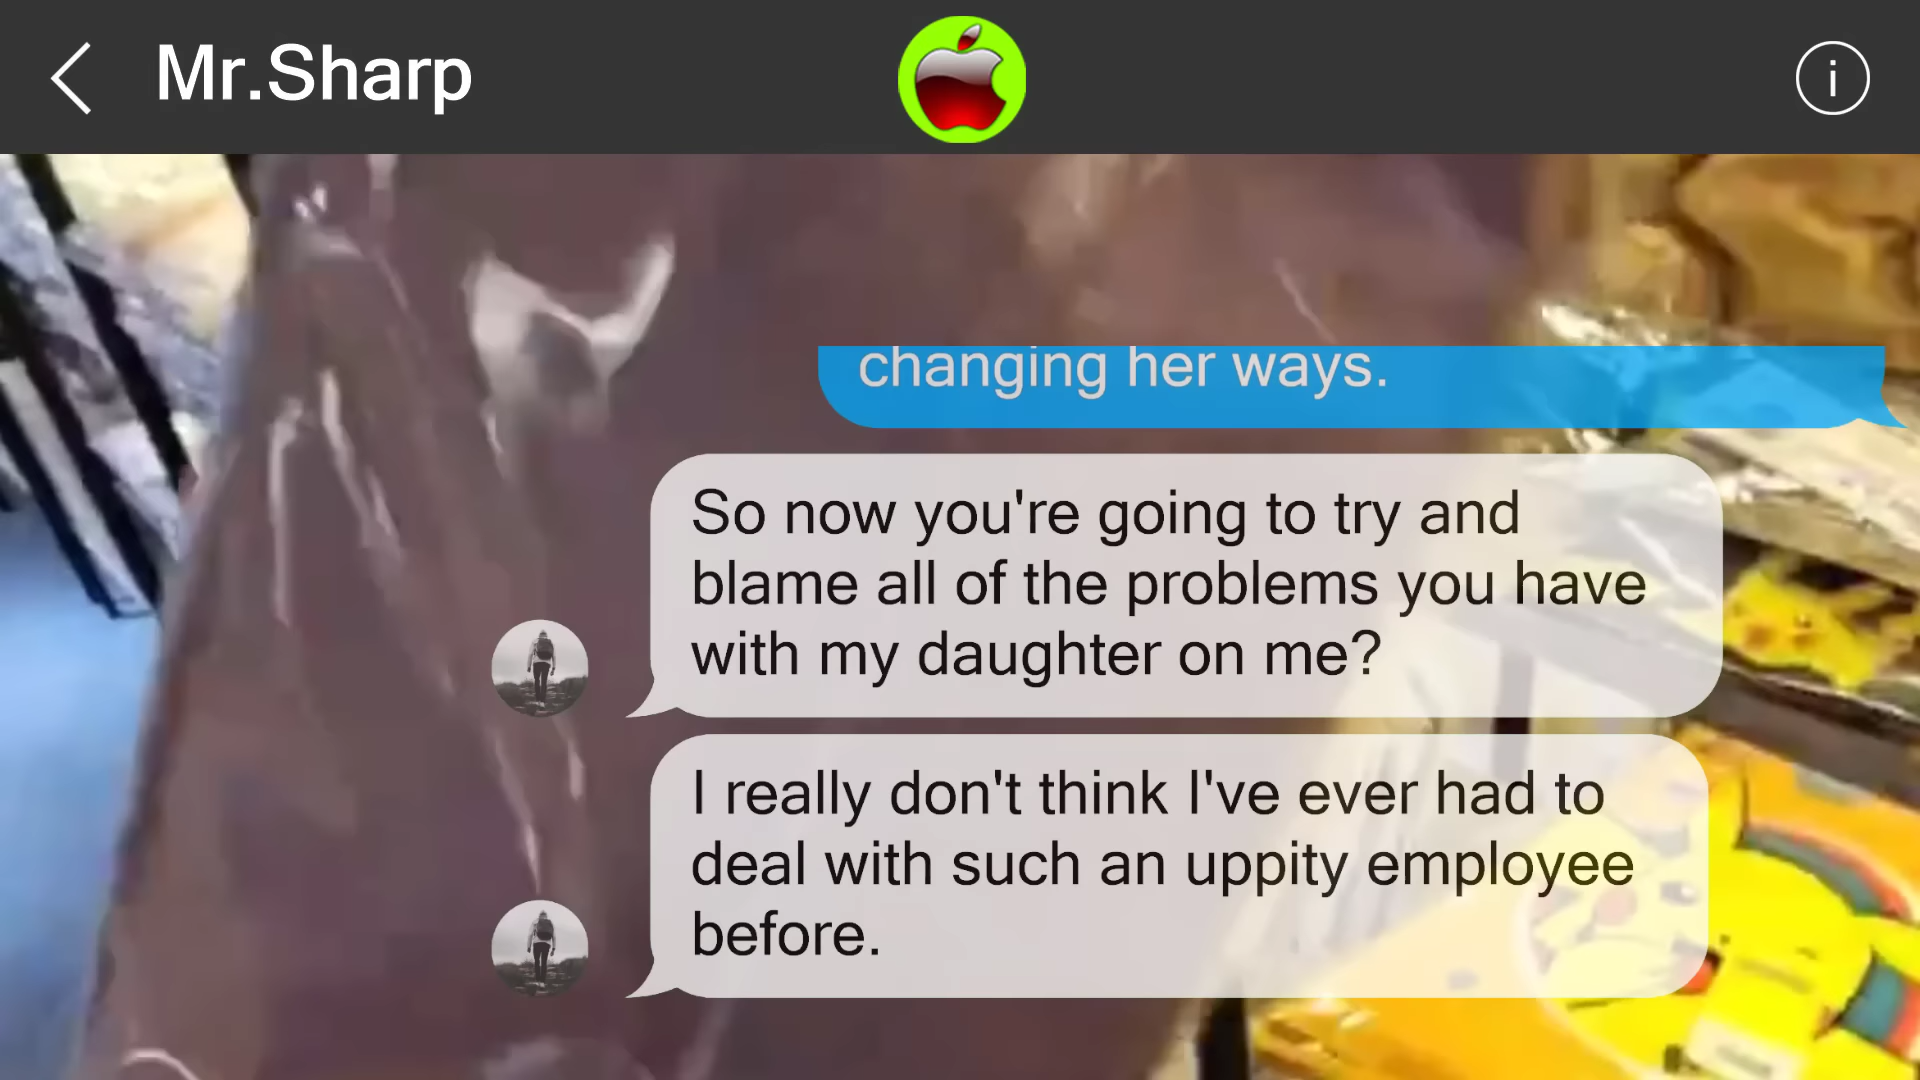 Mr.Sharp
changing her ways.
So now you're going to try and
blame all of the problems you have
with my daughter on me?
I really don't think I've ever had to
deal with such an uppity employee
before.